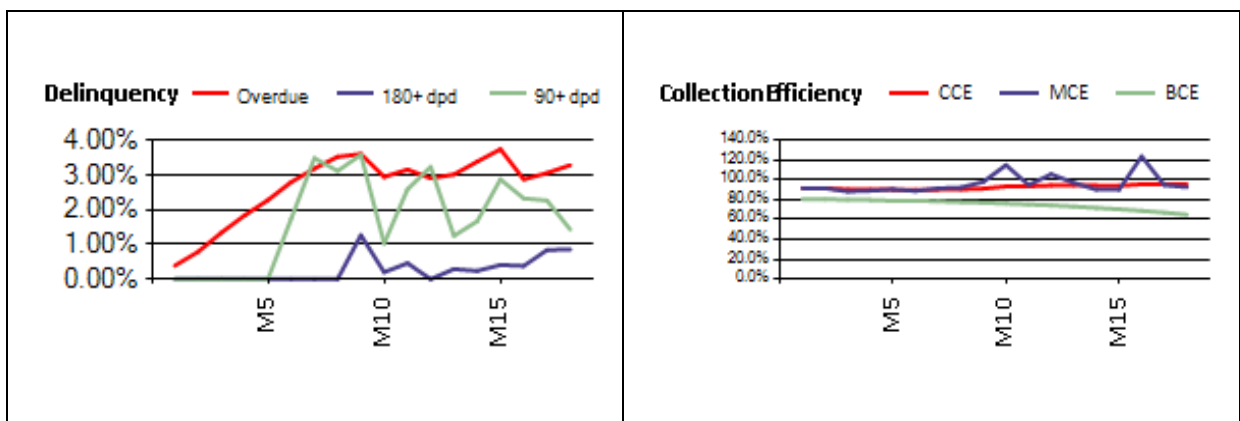 Delinquency Overdue 180+ dpd 90+ dpd
4.00%
3.00%
2.00%
1.00%
0.00%
M5
M10
M15
Collection Efficiency CCE MCE BCE
140.0%
120.0%
100.0%
80.0%
60.0%
40.0%
20.0%
0.0%
M5
M10
M15